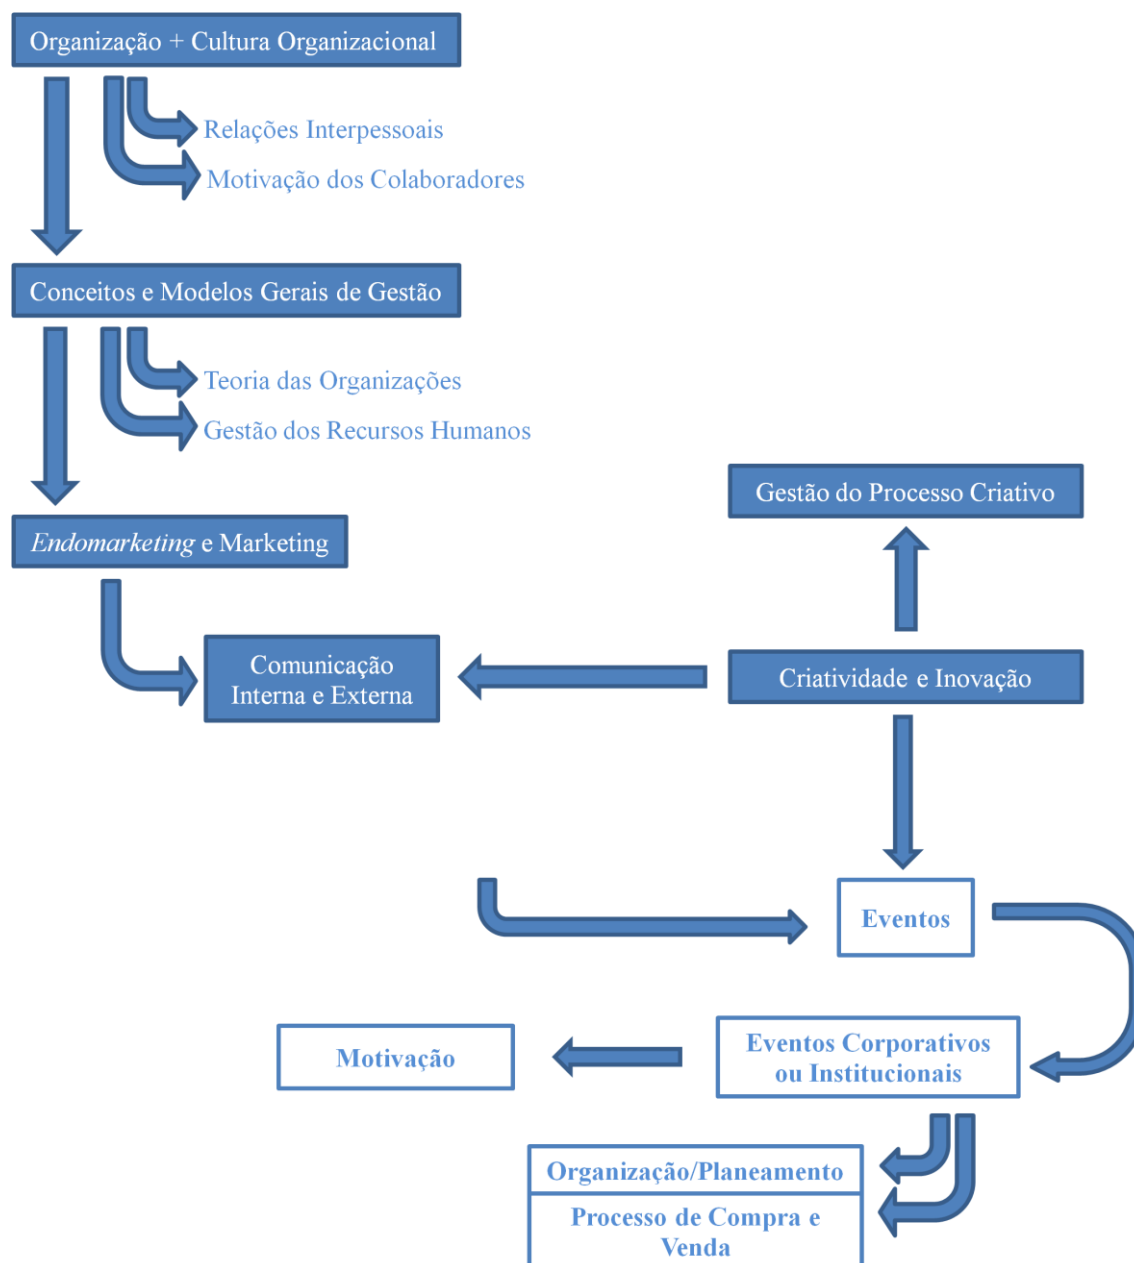 Organização + Cultura Organizacional
Relações Interpessoais
Motivação dos Colaboradores
Conceitos e Modelos Gerais de Gestão
Teoria das Organizações
Gestão dos Recursos Humanos
Gestão do Processo Criativo
Endomarketing e Marketing
Comunicação
Interna e Externa
Criatividade e Inovação
Eventos
Motivação
Eventos Corporativos
ou Institucionais
Organização/Planeamento
Processo de Compra e
Venda